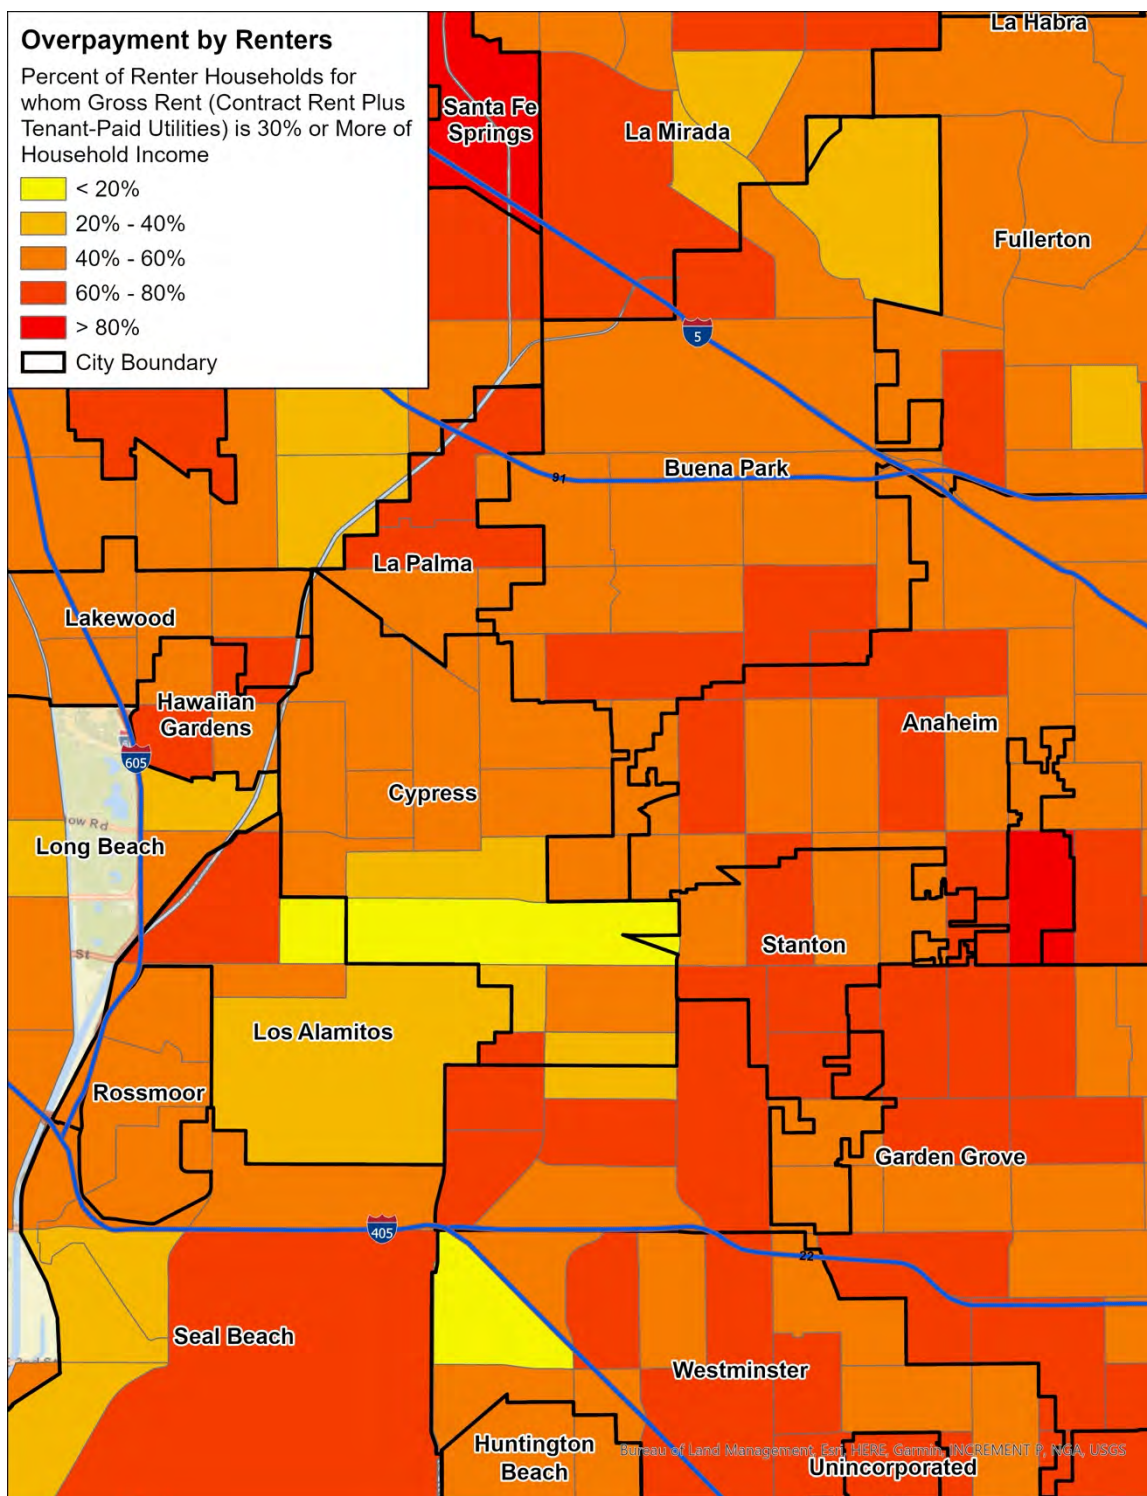 Overpayment by Renters
Percent of Renter Households for
whom Gross Rent (Contract Rent Plus
Tenant-Paid Utilities) is 30% or More of
Household Income
< 20%
20% - 40%
40% - 60%
60% - 80%
> 80%
City Boundary
La Habra
Santa Fe
Springs
La Mirada
Fullerton
5
Buena Park
91
La Palma
Lakewood
Hawaiian
Gardens
Anaheim
605
Cypress
ow Rd
Long Beach
St
Stanton
Los Alamitos
Rossmoor
Garden Grove
405
22
Seal Beach
Westminster
Huntington
Beach
Bureau of Land Management, Esri, HERE, Garmin, INCREMENT P, NGA, USGS
Unincorporated